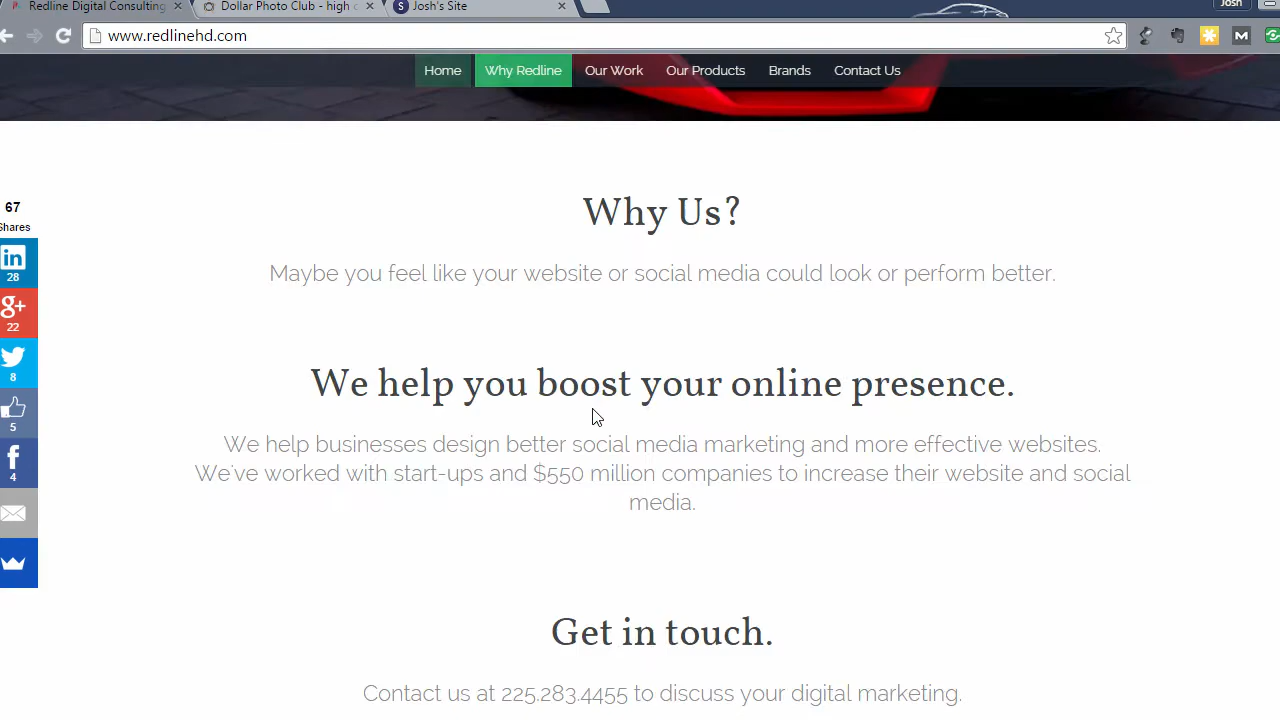 Redline Digital Consulting
Dollar Photo Club - high
Josh's Site
Josh
www.redlinehd.com
Home
Why Redline
Our Work
Our Products
Brands
Contact Us
Why Us?
Maybe you feel like your website or social media could look or perform better.
67
Shares
in
28
g+
22
8
5
f
4
We help you boost your online presence.
We help businesses design better social media marketing and more effective websites.
We've worked with start-ups and $550 million companies to increase their website and social
media.
Get in touch.
Contact us at 225.283.4455 to discuss your digital marketing.